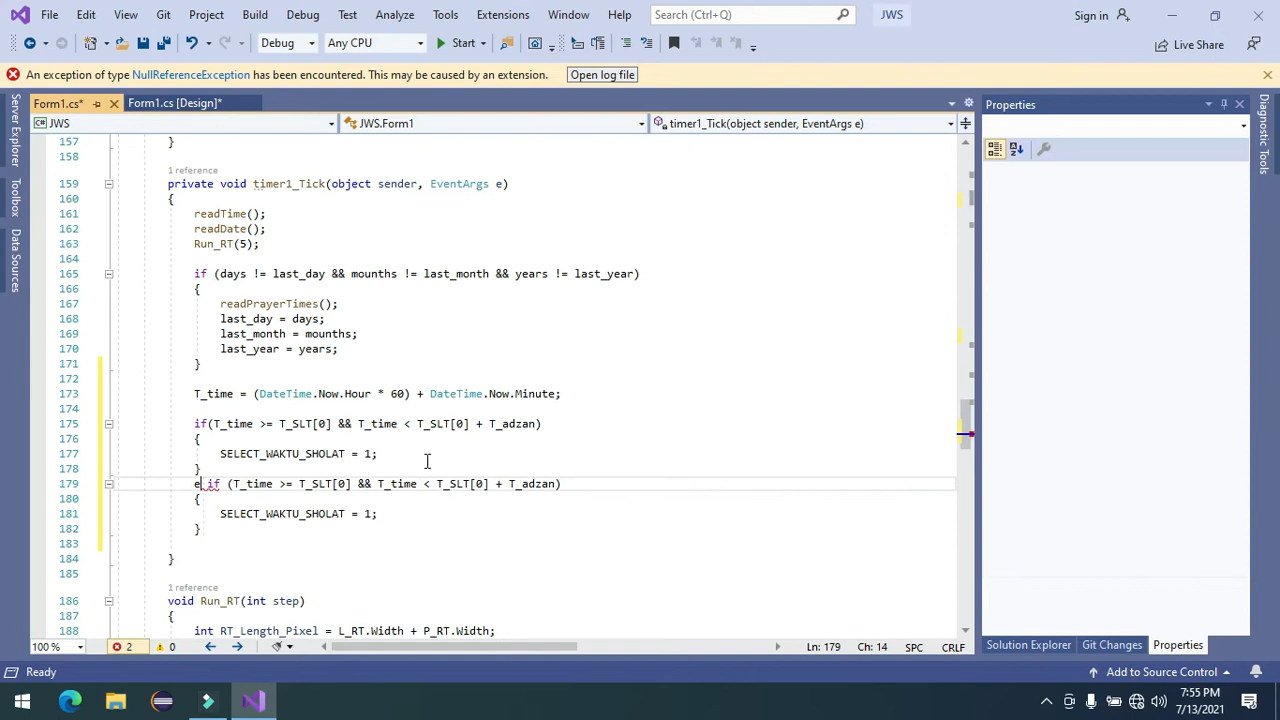 File Edit View Git Project Build Debug Test Analyze Tools Extensions Window Help Search (Ctrl+Q) JWS Sign in
Debug Any CPU Start Live Share
An exception of type NullReferenceException has been encountered. This may be caused by an extension. Open log file
Form1.cs* Form1.cs [Design]* Properties
JWS JWS.Form1 timer1_Tick(object sender, EventArgs e)
Server Explorer
Toolbox
Data Sources
Diagnostic Tools
157 }
158
1 reference
159 private void timer1_Tick(object sender, EventArgs e)
160 {
161 readTime();
162 readDate();
163 Run_RT(5);
164
165 if (days != last_day && mounths != last_month && years != last_year)
166 {
167 readPrayerTimes();
168 last_day = days;
169 last_month = mounths;
170 last_year = years;
171 }
172
173 T_time = (DateTime.Now.Hour * 60) + DateTime.Now.Minute;
174
175 if(T_time >= T_SLT[0] && T_time < T_SLT[0] + T_adzan)
176 {
177 SELECT_WAKTU_SHOLAT = 1;
178 }
179 e if (T_time >= T_SLT[0] && T_time < T_SLT[0] + T_adzan)
180 {
181 SELECT_WAKTU_SHOLAT = 1;
182 }
183
184 }
185
1 reference
186 void Run_RT(int step)
187 {
188 int RT_Length_Pixel = L_RT.Width + P_RT.Width;
100 % 2 0 Ln: 179 Ch: 14 SPC CRLF
Solution Explorer Git Changes Properties
Ready Add to Source Control
7:55 PM
7/13/2021